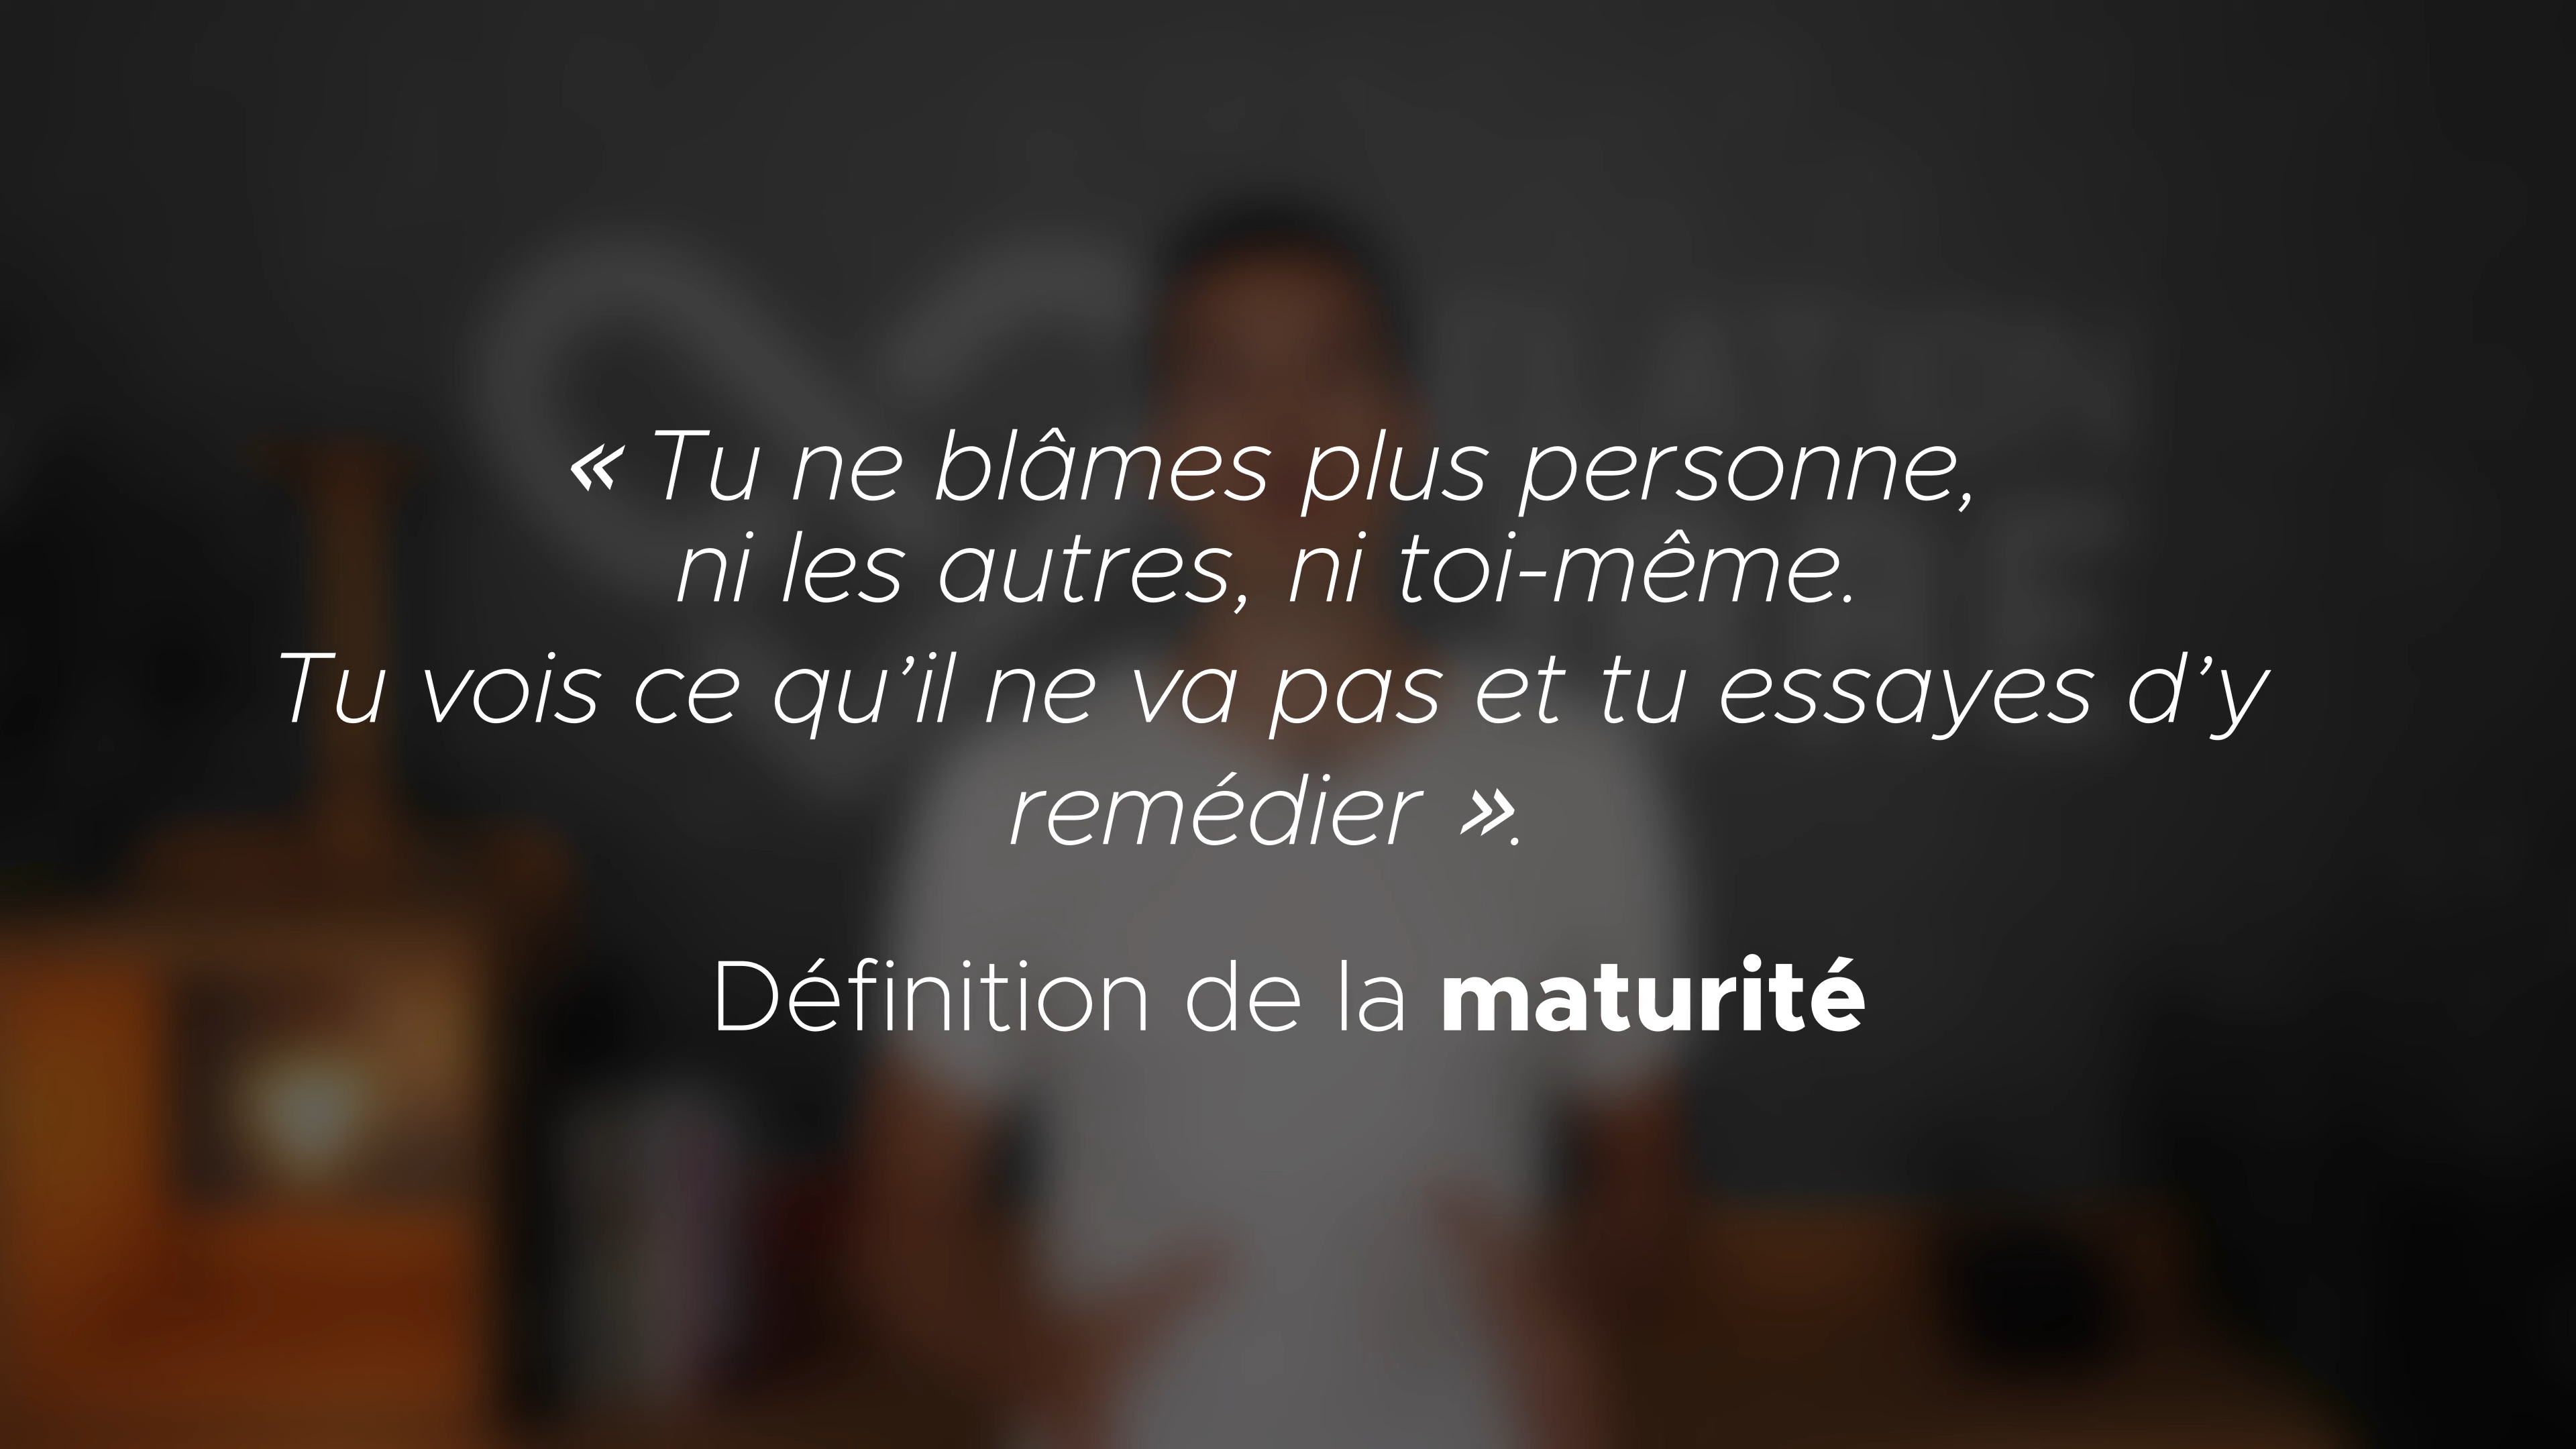 « Tu ne blâmes plus personne,
ni les autres, ni toi-même.
Tu vois ce qu’il ne va pas et tu essayes d’y
remédier ».
Définition de la maturité